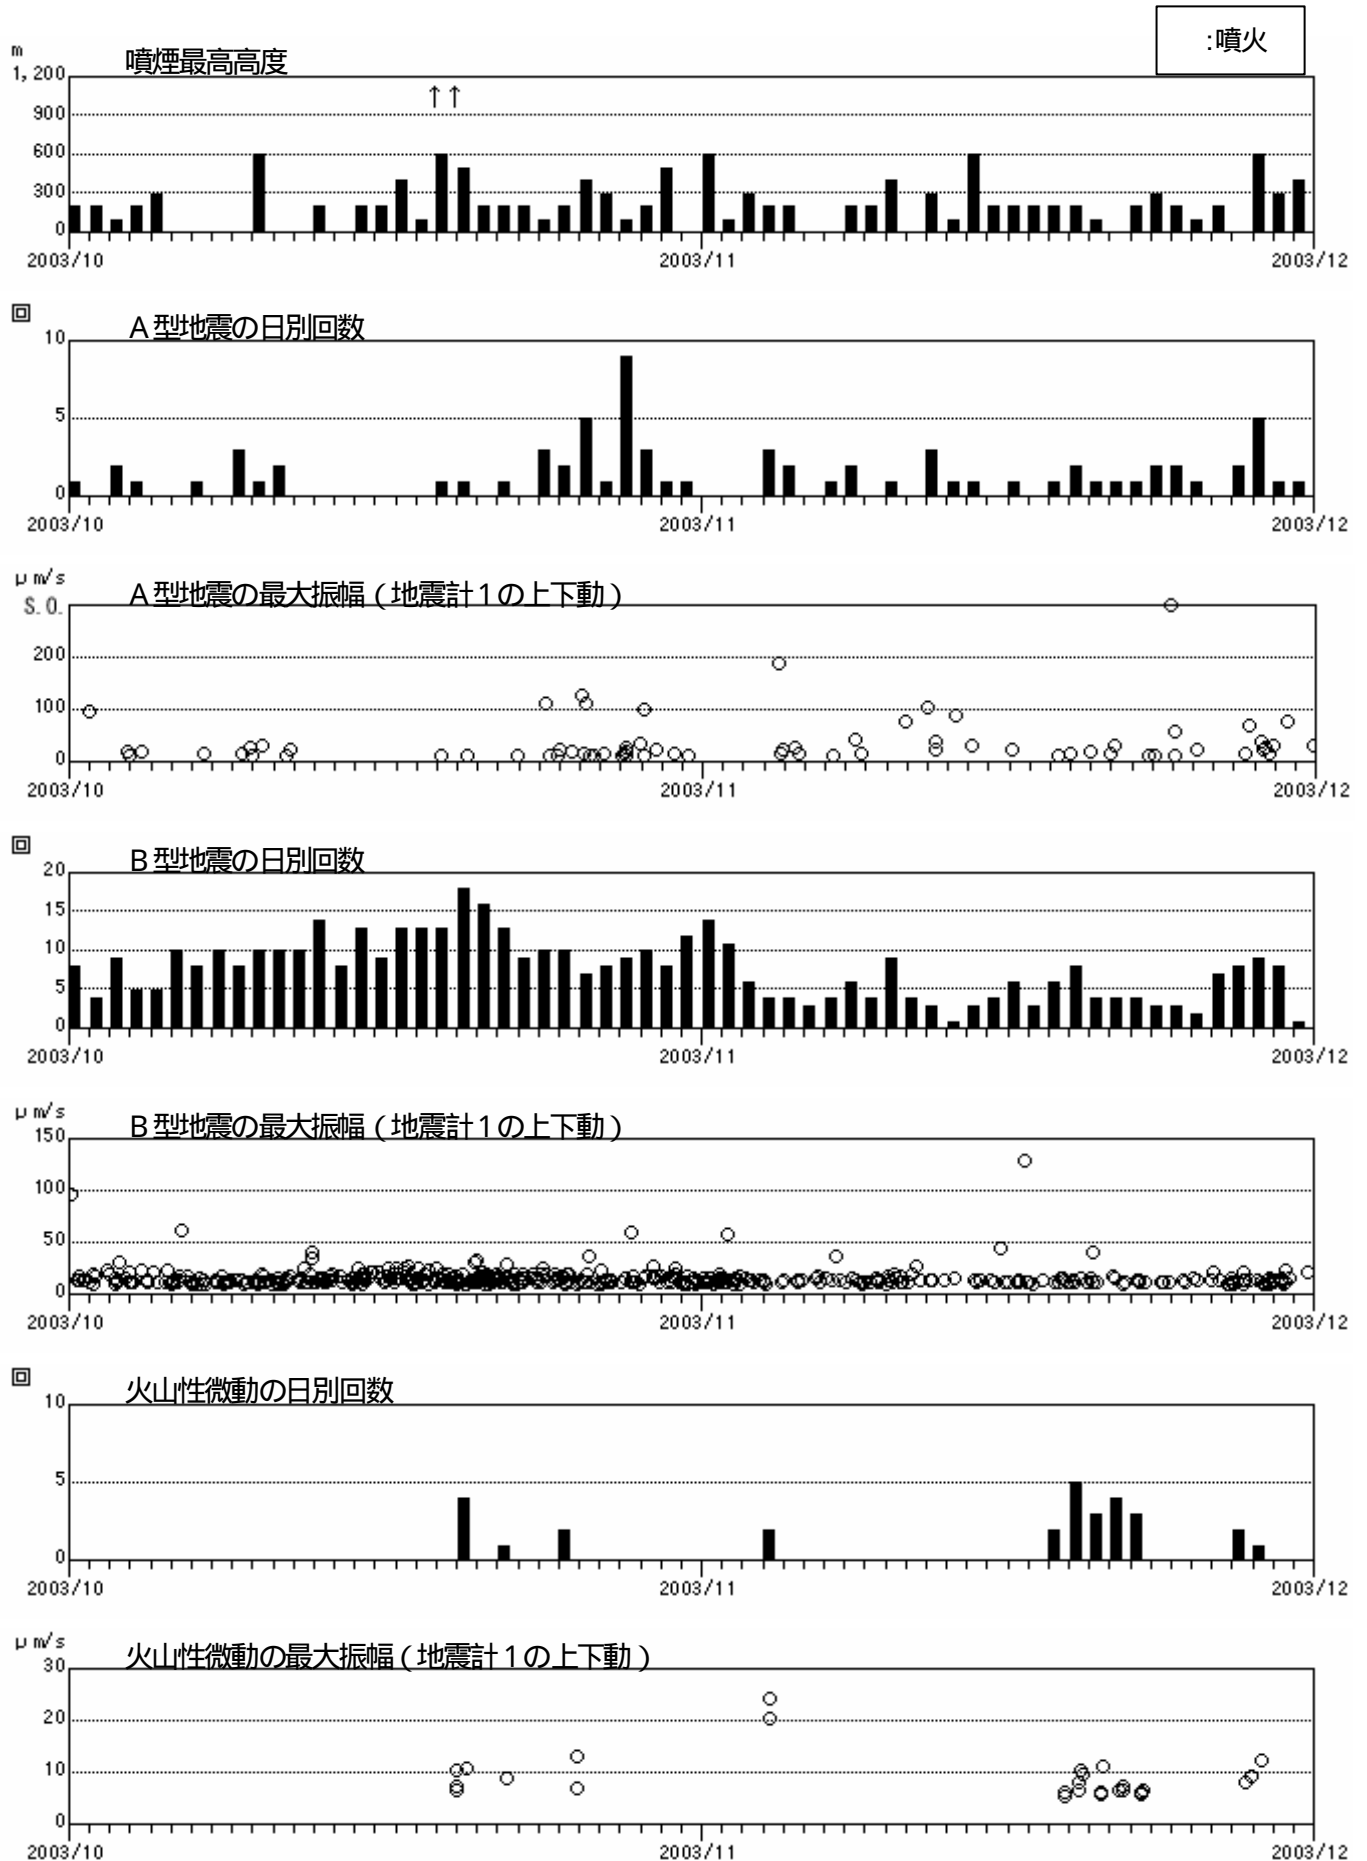 :噴火
m
噴煙最高高度
1,200
↑↑
900
600
300
0
2003/10 2003/11 2003/12
回
A型地震の日別回数
10
5
0
2003/10 2003/11 2003/12
μm/s
A型地震の最大振幅(地震計1の上下動)
S.O.
200
100
0
2003/10 2003/11 2003/12
回
B型地震の日別回数
20
15
10
5
0
2003/10 2003/11 2003/12
μm/s
B型地震の最大振幅(地震計1の上下動)
150
100
50
0
2003/10 2003/11 2003/12
回
火山性微動の日別回数
10
5
0
2003/10 2003/11 2003/12
μm/s
火山性微動の最大振幅(地震計1の上下動)
30
20
10
0
2003/10 2003/11 2003/12